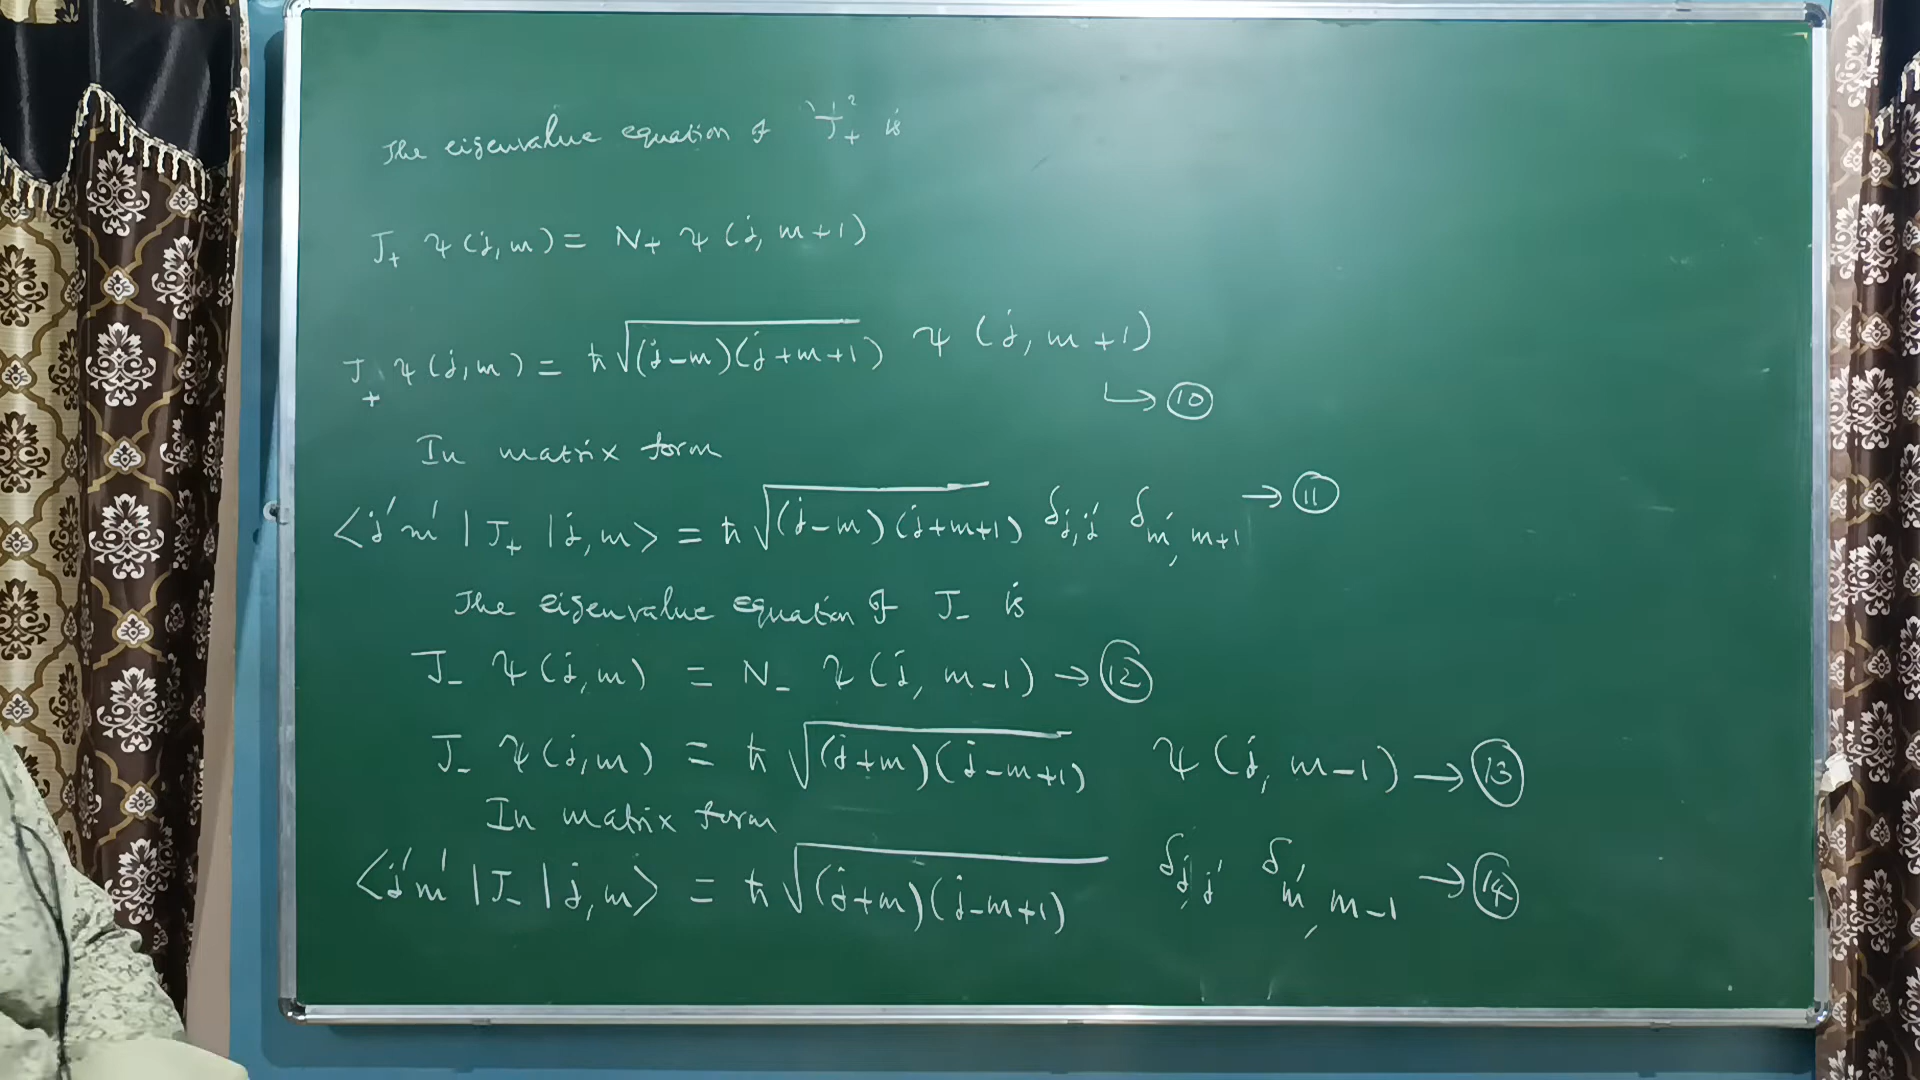 The eigenvalue equation of J₊ is
J₊ ψ(j,m) = N₊ ψ(j, m+1)
J₊ ψ(j,m) = ħ√(j-m)(j+m+1) ψ(j, m+1)
↳ ⑩
In matrix form
<j'm' | J₊ | j,m> = ħ√(j-m)(j+m+1) δj,j' δm', m+1 → ⑪
The eigenvalue equation of J₋ is
J₋ ψ(j,m) = N₋ ψ(j, m-1) → ⑫
J₋ ψ(j,m) = ħ√(j+m)(j-m+1) ψ(j, m-1) → ⑬
In matrix form
<j'm' | J₋ | j,m> = ħ√(j+m)(j-m+1) δj,j' δm', m-1 → ⑭